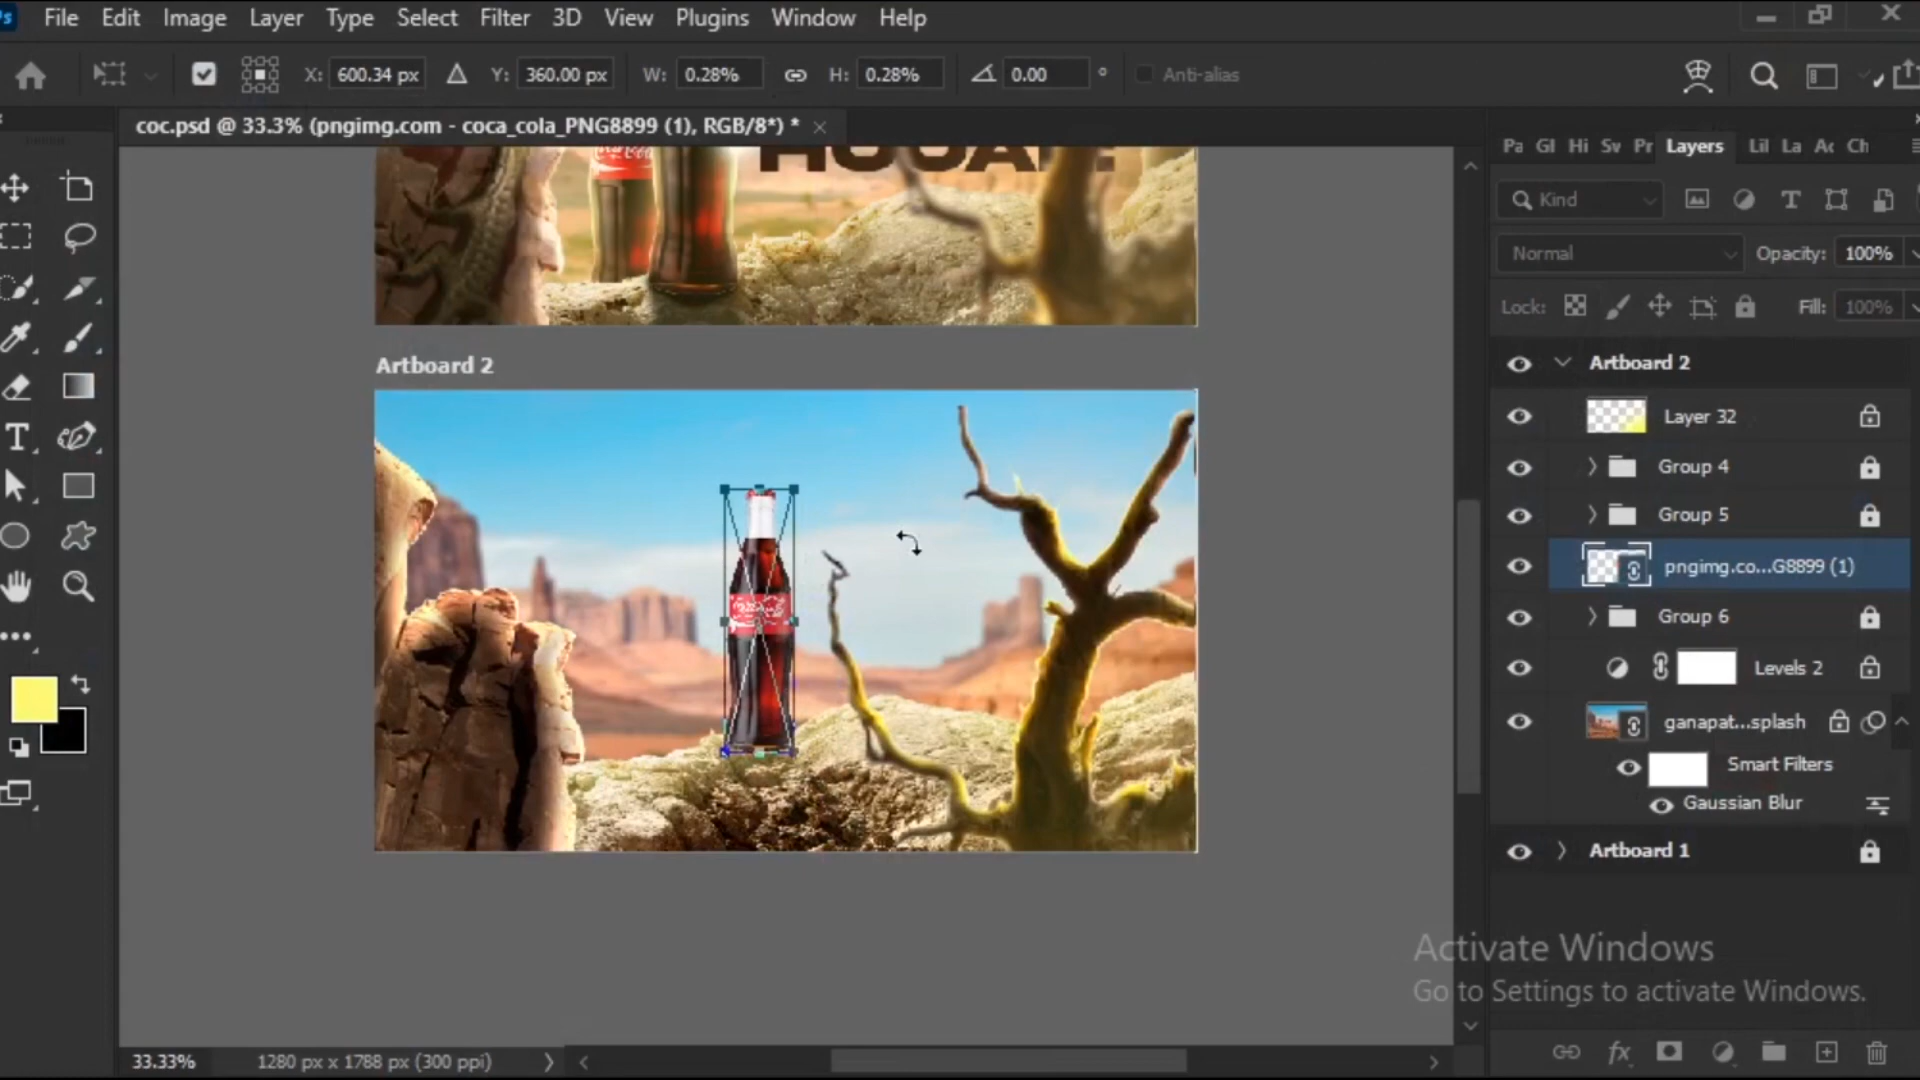 File Edit Image Layer Type Select Filter 3D View Plugins Window Help
X: 600.34 px Y: 360.00 px W: 0.28% H: 0.28% 0.00 ° Anti-alias
coc.psd @ 33.3% (pngimg.com - coca_cola_PNG8899 (1), RGB/8*) * ×
Pa Gl Hi Sv Pr Layers Lil La Ac Ch
Kind
Normal Opacity: 100%
Lock: Fill: 100%
Artboard 2
Artboard 2
Layer 32
Group 4
Group 5
pngimg.co...G8899 (1)
Group 6
Levels 2
ganapat...splash
Smart Filters
Gaussian Blur
Artboard 1
Activate Windows
Go to Settings to activate Windows.
33.33% 1280 px x 1788 px (300 ppi)
fx